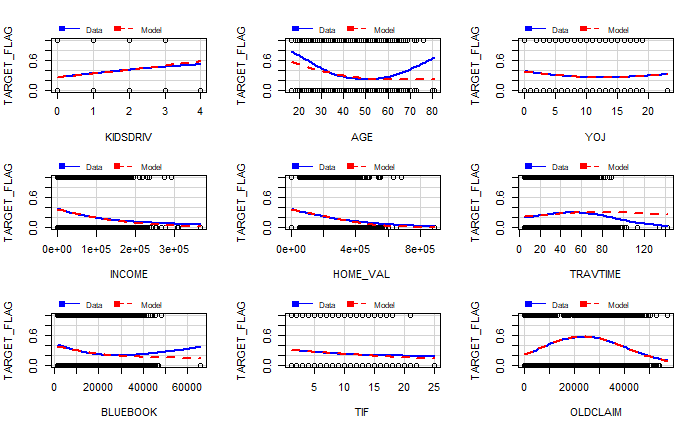 Data Model Data Model Data Model
TARGET_FLAG 0.0 0.6 TARGET_FLAG 0.0 0.6 TARGET_FLAG 0.0 0.6
0 1 2 3 4 20 30 40 50 60 70 80 0 5 10 15 20
KIDSDRIV AGE YOJ
Data Model Data Model Data Model
TARGET_FLAG 0.0 0.6 TARGET_FLAG 0.0 0.6 TARGET_FLAG 0.0 0.6
0e+00 1e+05 2e+05 3e+05 0e+00 4e+05 8e+05 5 20 40 60 80 120
INCOME HOME_VAL TRAVTIME
Data Model Data Model Data Model
TARGET_FLAG 0.0 0.6 TARGET_FLAG 0.0 0.6 TARGET_FLAG 0.0 0.6
0 20000 40000 60000 5 10 15 20 25 0 20000 40000
BLUEBOOK TIF OLDCLAIM